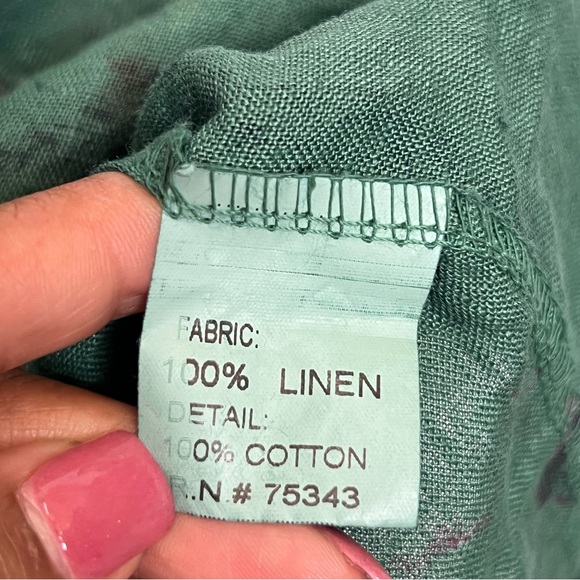 FABRIC:
100% LINEN
DETAIL:
100% COTTON
R.N.# 75343